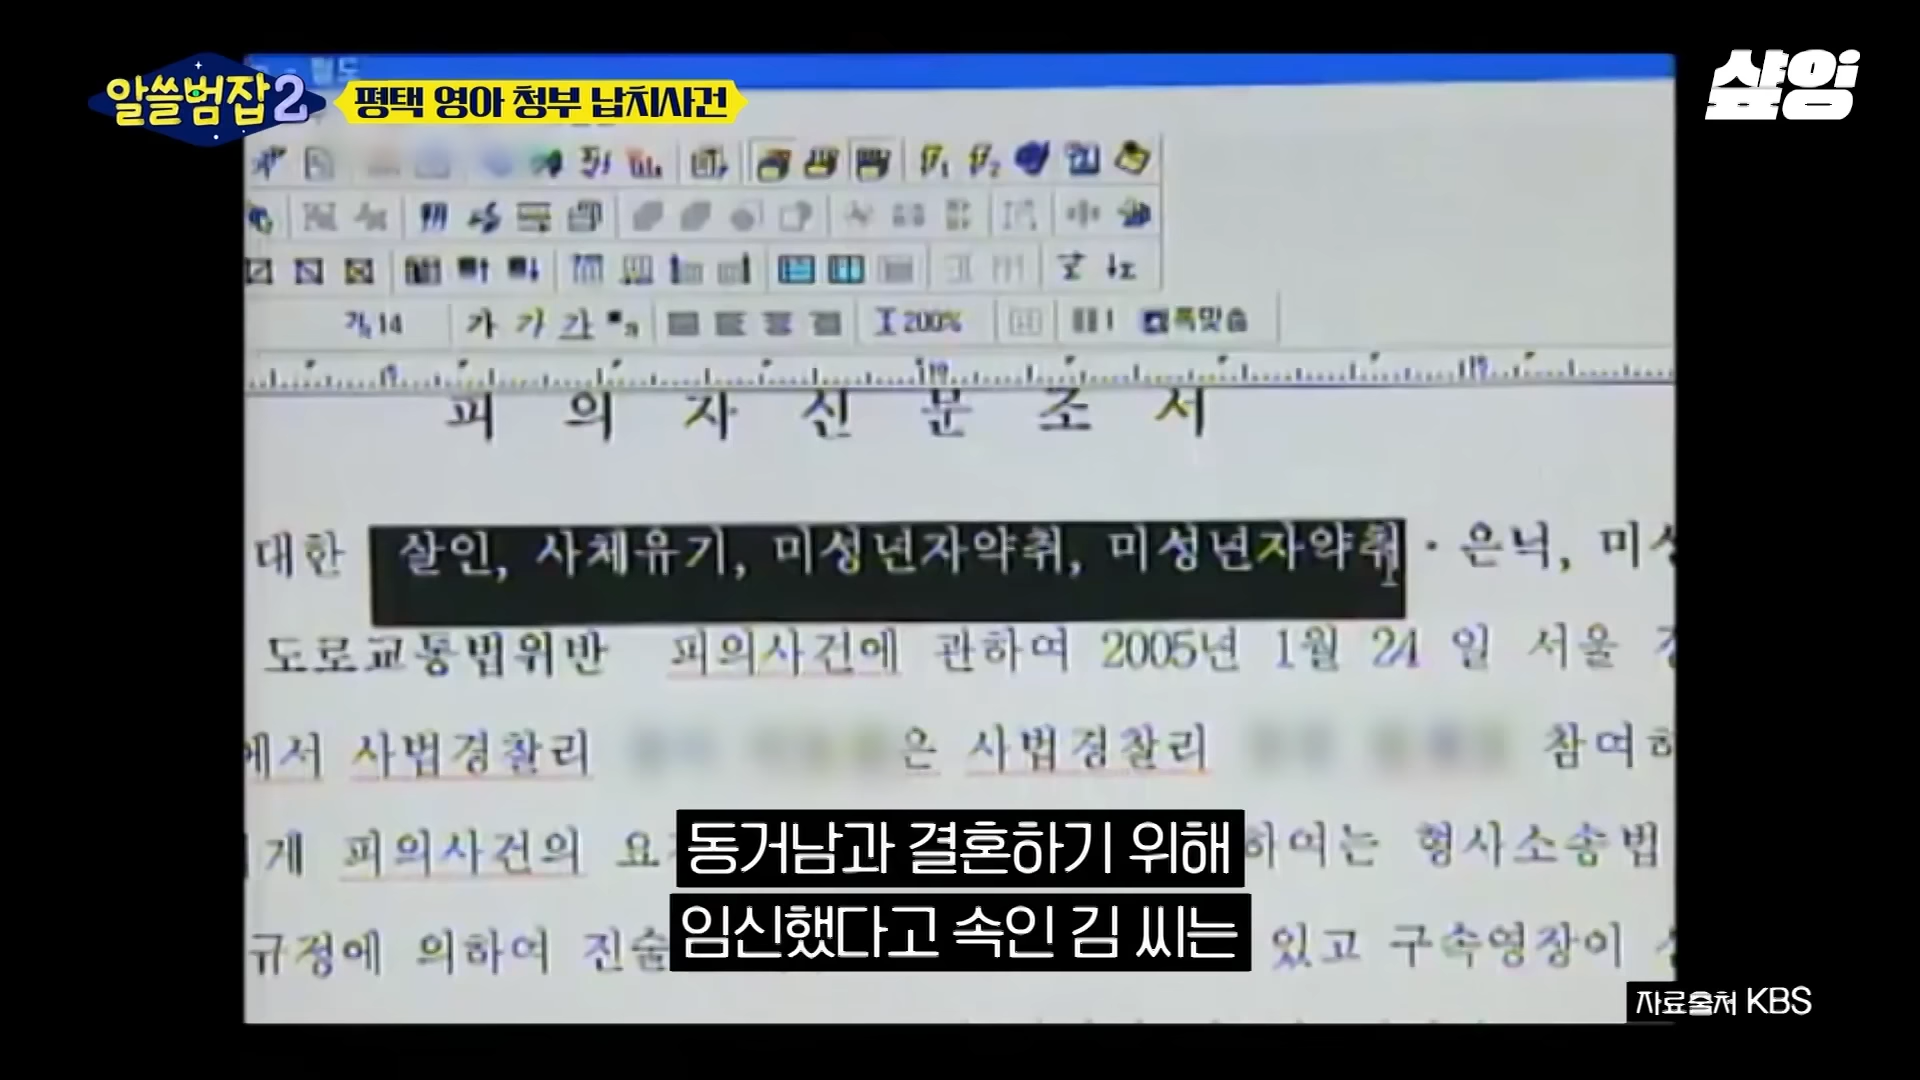 알쓸범잡2
평택 영아 청부 납치사건
샾잉
가 14
가 가 가
200%
폭맞춤
피 의 자 신 문 조 서
대한 살인, 사체유기, 미성년자약취, 미성년자약취 · 은닉, 미성
도로교통법위반 피의사건에 관하여 2005년 1월 24 일 서울
에서 사법경찰리 은 사법경찰리 참여하
게 피의사건의 요 하여는 형사소송법
규정에 의하여 진술 있고 구속영장이
동거남과 결혼하기 위해
임신했다고 속인 김 씨는
자료출처 KBS